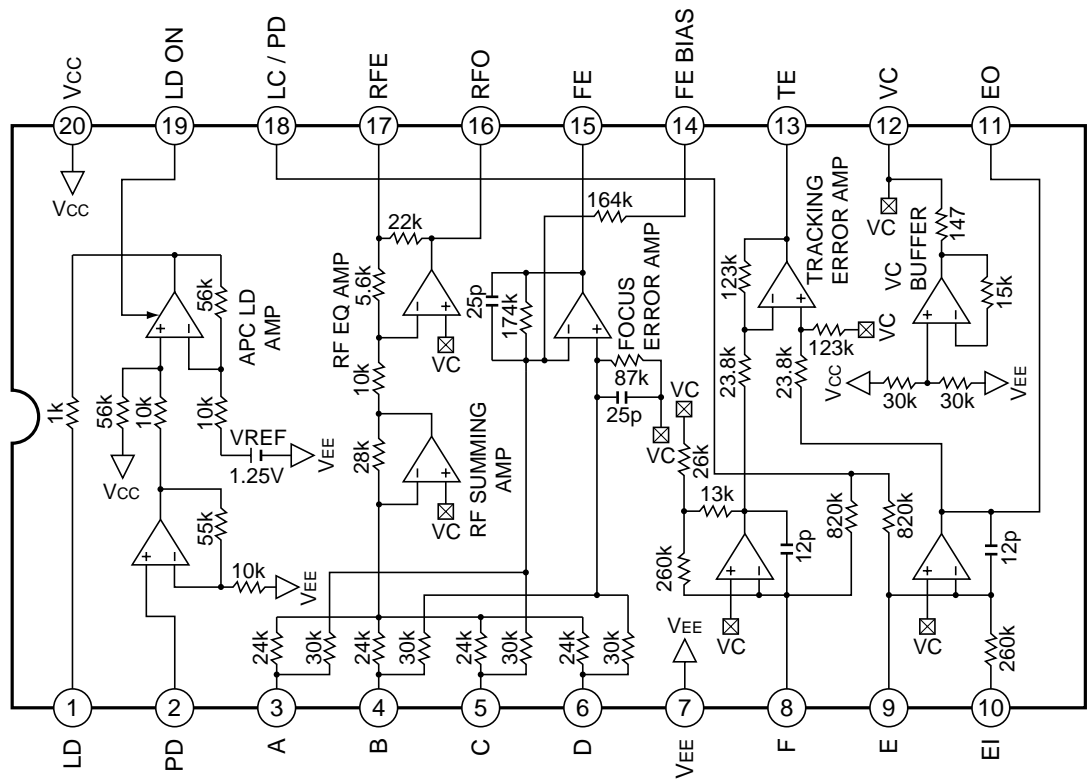 VCC
LD ON
LC / PD
RFE
RFO
FE
FE BIAS
TE
VC
EO
20
19
18
17
16
15
14
13
12
11
VCC
VC
22k
164k
147
56k
5.6k
25p
174k
123k
TRACKING
ERROR AMP
VC
BUFFER
15k
APC LD
AMP
RF EQ AMP
VC
FOCUS
ERROR AMP
VC
123k
1k
56k
10k
10k
10k
87k
25p
VC
VC
23.8k
23.8k
VCC
30k
30k
VEE
VREF
1.25V
VEE
VCC
28k
RF SUMMING
AMP
VC
26k
13k
55k
10k
VEE
260k
12p
820k
820k
12p
VC
VC
24k
30k
24k
30k
24k
30k
24k
30k
VEE
260k
1
2
3
4
5
6
7
8
9
10
LD
PD
A
B
C
D
VEE
F
E
EI